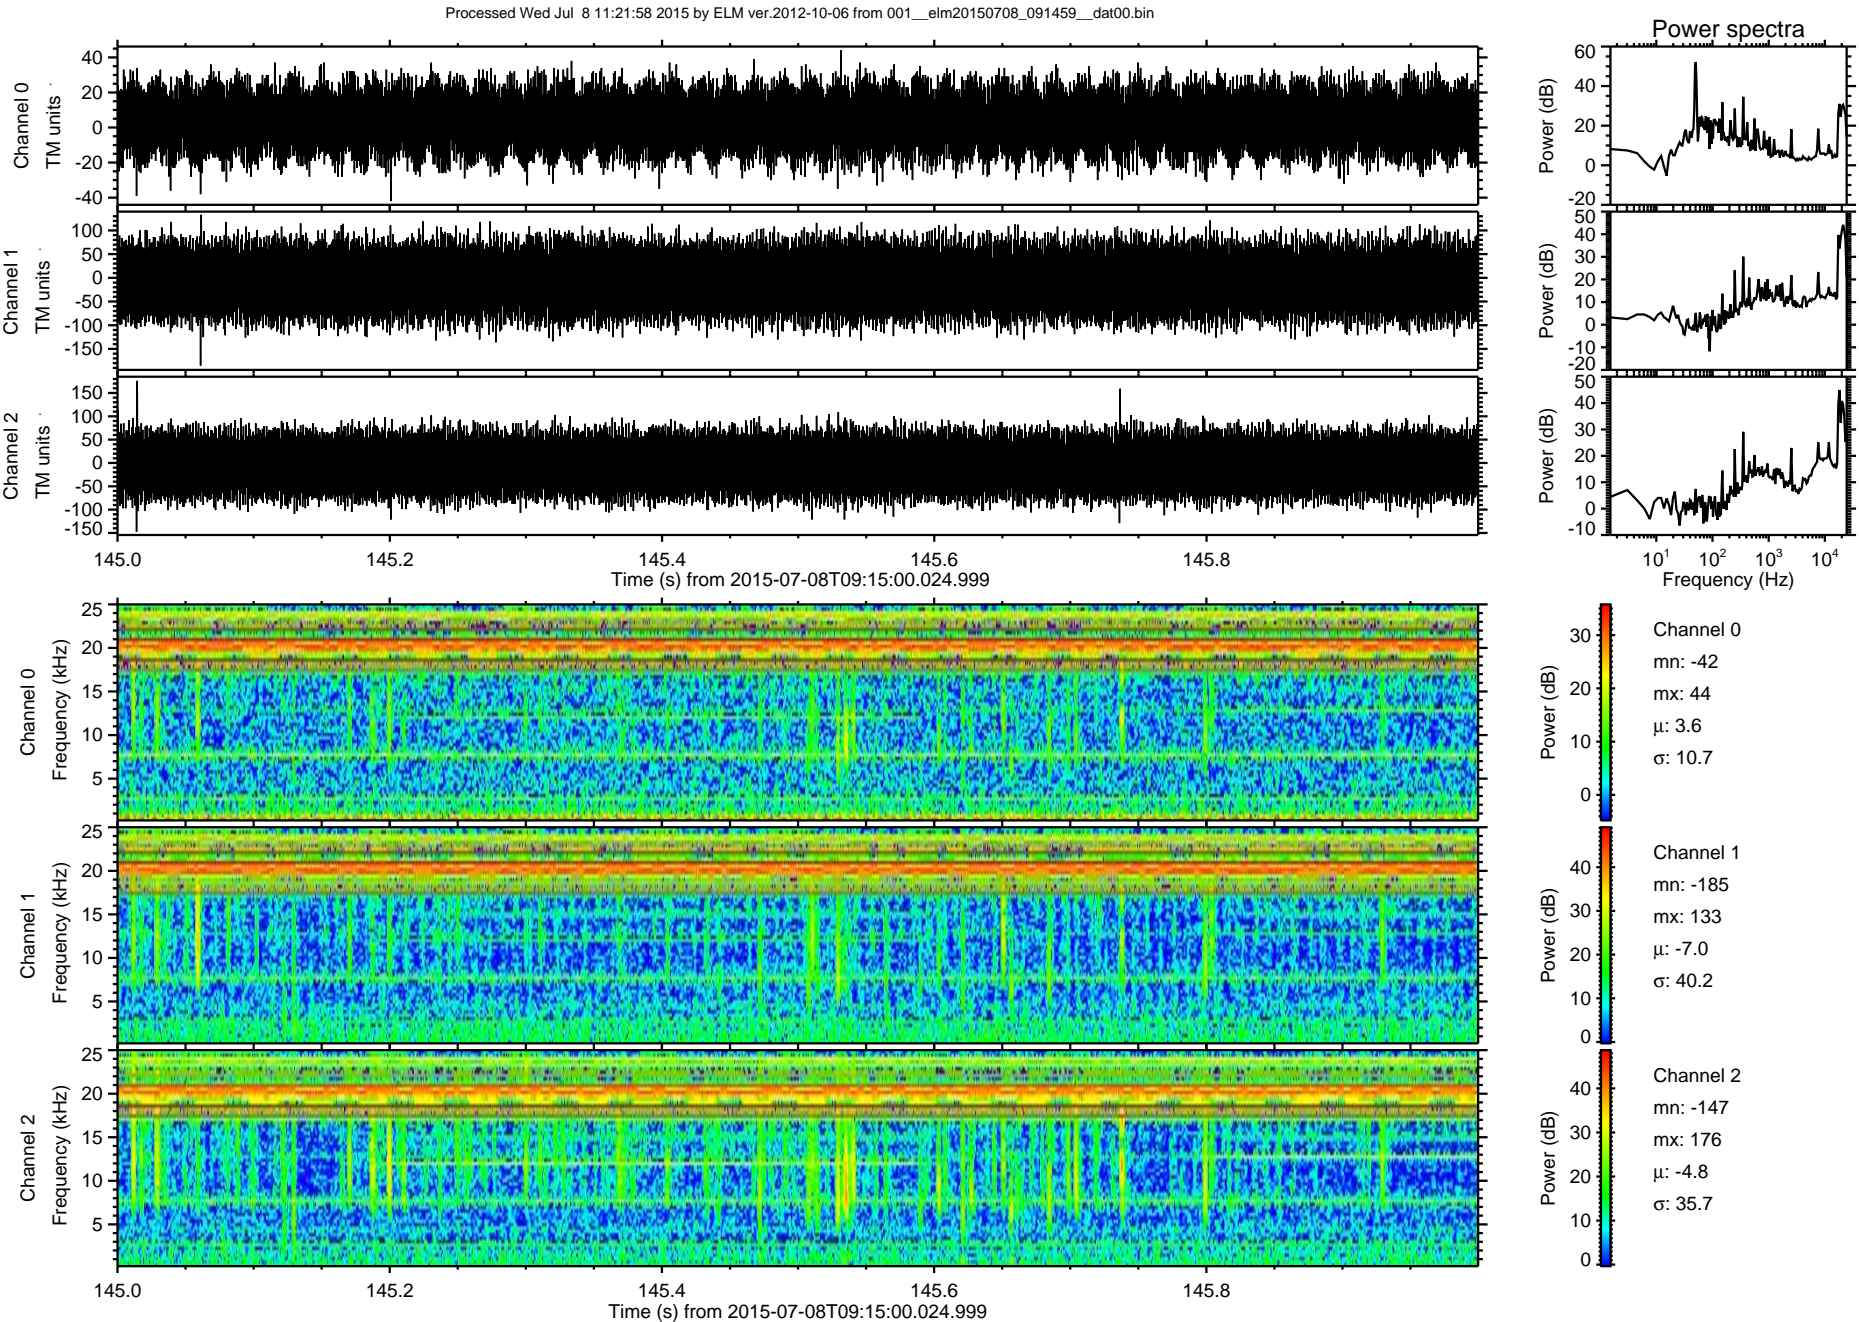 Processed Wed Jul  8 11:21:58 2015 by ELM ver.2012-10-06 from 001__elm20150708_091459__dat00.bin
Power spectra
Channel 0
TM units
40
20
0
-20
-40
Power (dB)
60
40
20
0
-20
Channel 1
TM units
100
50
0
-50
-100
-150
Power (dB)
50
40
30
20
10
0
-10
-20
Channel 2
TM units
150
100
50
0
-50
-100
-150
Power (dB)
50
40
30
20
10
0
-10
145.0 145.2 145.4 145.6 145.8
Time (s) from 2015-07-08T09:15:00.024.999
10^1 10^2 10^3 10^4
Frequency (Hz)
Channel 0
Frequency (kHz)
25
20
15
10
5
Power (dB)
30
20
10
0
Channel 0
mn: -42
mx: 44
μ: 3.6
σ: 10.7
Channel 1
Frequency (kHz)
25
20
15
10
5
Power (dB)
40
30
20
10
0
Channel 1
mn: -185
mx: 133
μ: -7.0
σ: 40.2
Channel 2
Frequency (kHz)
25
20
15
10
5
Power (dB)
40
30
20
10
0
Channel 2
mn: -147
mx: 176
μ: -4.8
σ: 35.7
145.0 145.2 145.4 145.6 145.8
Time (s) from 2015-07-08T09:15:00.024.999